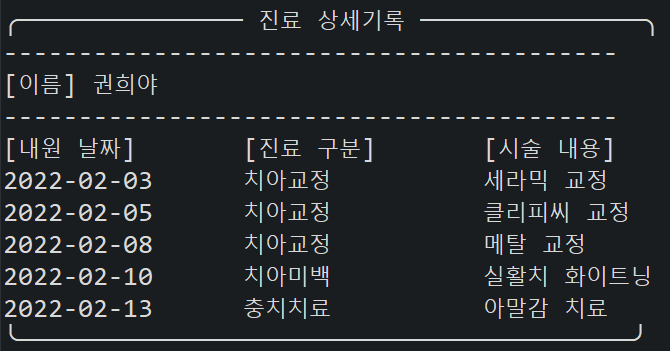 진료 상세기록
-----------------------------------------
[이름] 권희야
-----------------------------------------
[내원 날짜] [진료 구분] [시술 내용]
2022-02-03 치아교정 세라믹 교정
2022-02-05 치아교정 클리피씨 교정
2022-02-08 치아교정 메탈 교정
2022-02-10 치아미백 실활치 화이트닝
2022-02-13 충치치료 아말감 치료